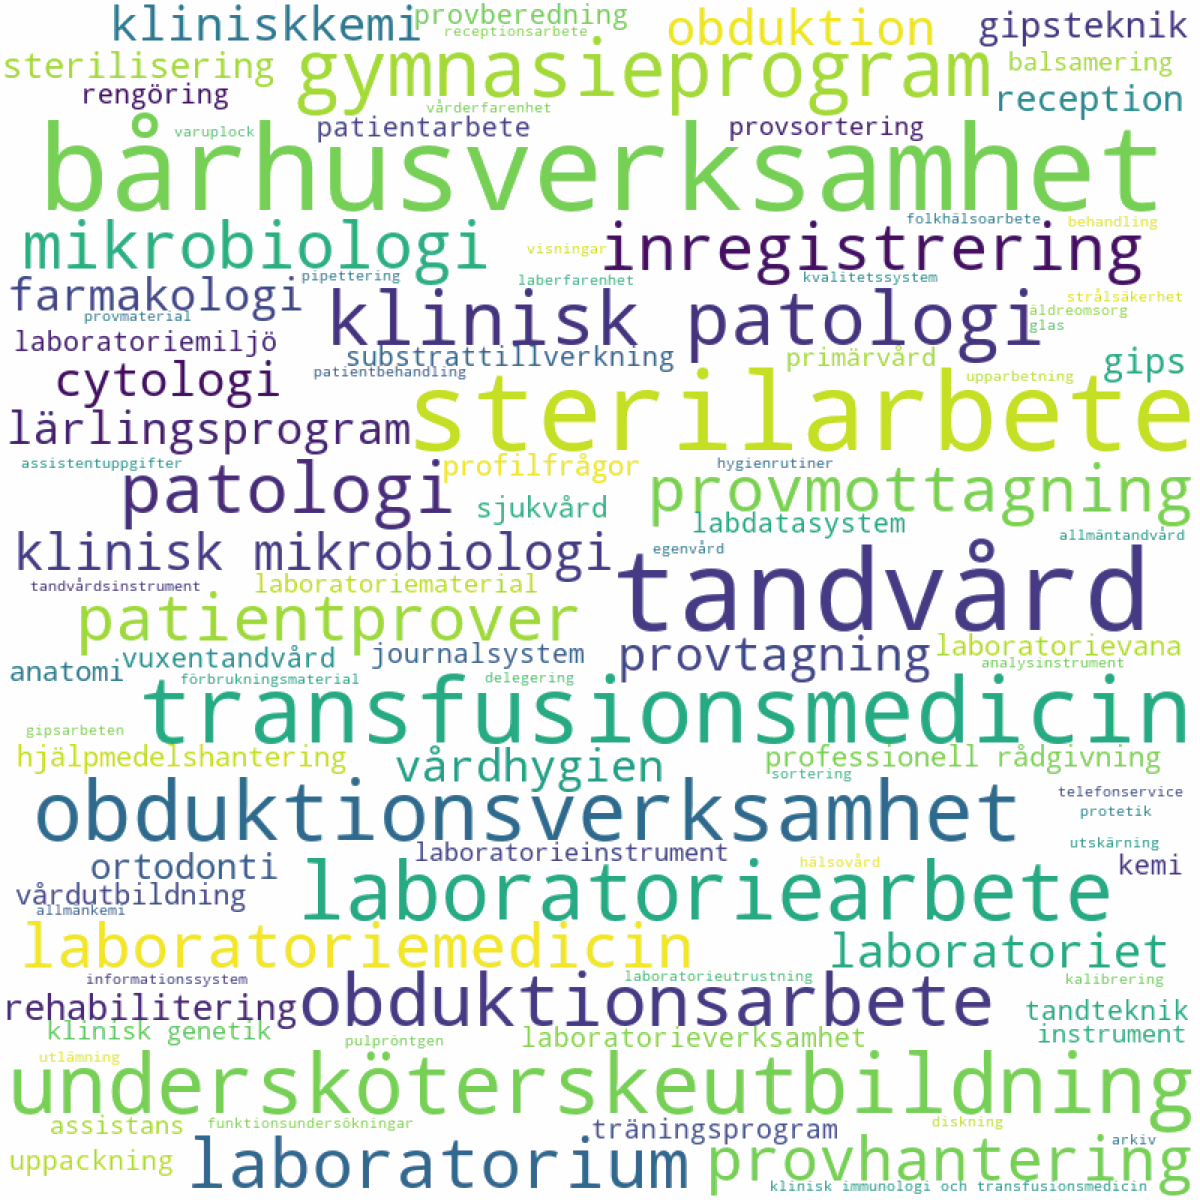 kliniskkemi
provberedning
receptionsarbete
obduktion
gipsteknik
sterilisering
gymnasieprogram
balsamering
rengöring
reception
vårderfarenhet
varuplock
patientarbete
provsortering
bårhusverksamhet
mikrobiologi
visningar
inregistrering
folkhälsoarbete
behandling
farmakologi
pipettering
laberfarenhet
kvalitetssystem
provmaterial
klinisk patologi
strålsäkerhet
äldreomsorg
glas
laboratoriemiljö
substrattillverkning
primärvård
gips
cytologi
patientbehandling
sterilarbete
upparbetning
lärlingsprogram
assistentuppgifter
patologi
profilfrågor
hygienrutiner
provmottagning
sjukvård
labdatasystem
klinisk mikrobiologi
egenvård
tandvård
allmäntandvård
tandvårdsinstrument
laboratoriemateriał
patientprover
provtagning
laboratorievana
anatomi
vuxentandvård
journalsystem
analysinstrument
förbrukningsmaterial
delegering
transfusionsmedicin
gipsarbeten
hjälpmedelshantering
vårdhygien
professionell rådgivning
sortering
obduktionsverksamhet
telefonservice
protetik
utskärning
ortodonti
laboratorieinstrument
hälsovård
kemi
vårdutbildning
laboratoriearbete
allmänkemi
laboratoriemedicin
laboratoriet
informationssystem
laboratorieutrustning
kalibrering
rehabilitering
obduktionsarbete
tandteknik
klinisk genetik
pulpröntgen
laboratorieverksamhet
instrument
utlämning
undersköterskeutbildning
assistans
funktionsundersökningar
träningsprogram
diskning
arkiv
uppackning
laboratorium
provhantering
klinisk immunologi och transfusionsmedicin